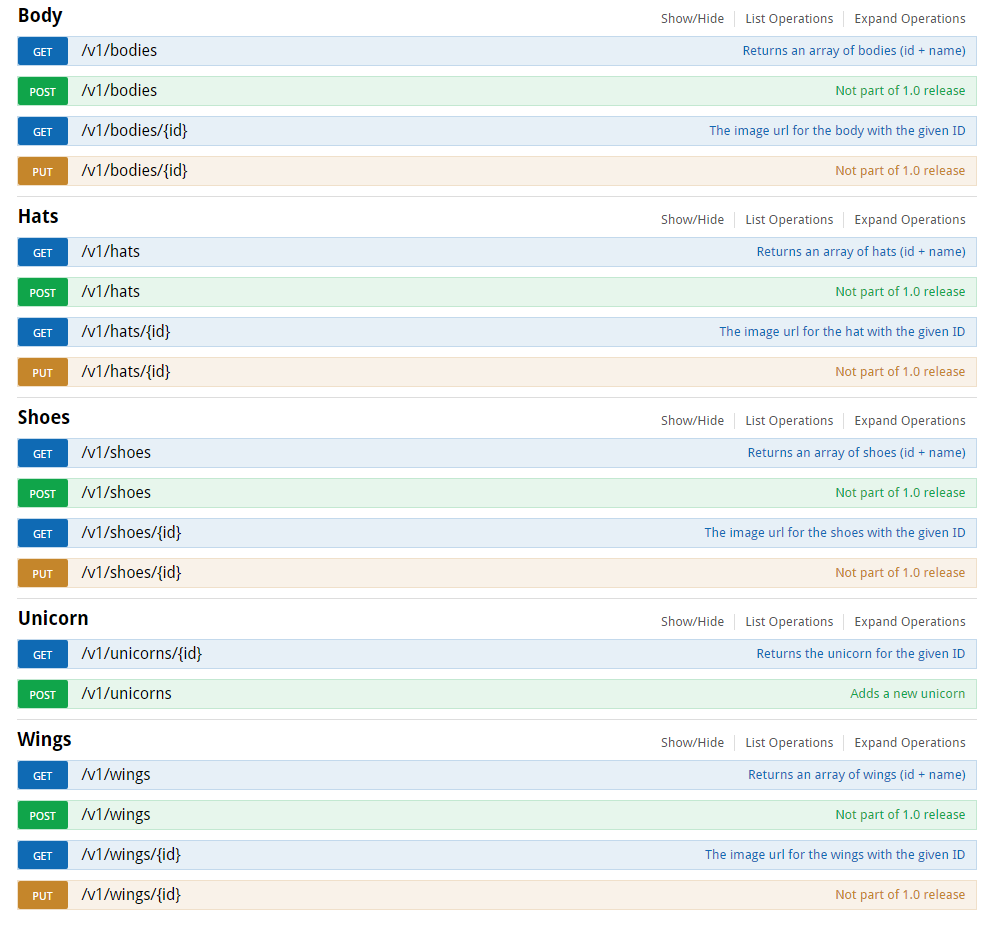 Body Show/Hide List Operations Expand Operations
GET /v1/bodies Returns an array of bodies (id + name)
POST /v1/bodies Not part of 1.0 release
GET /v1/bodies/{id} The image url for the body with the given ID
PUT /v1/bodies/{id} Not part of 1.0 release
Hats Show/Hide List Operations Expand Operations
GET /v1/hats Returns an array of hats (id + name)
POST /v1/hats Not part of 1.0 release
GET /v1/hats/{id} The image url for the hat with the given ID
PUT /v1/hats/{id} Not part of 1.0 release
Shoes Show/Hide List Operations Expand Operations
GET /v1/shoes Returns an array of shoes (id + name)
POST /v1/shoes Not part of 1.0 release
GET /v1/shoes/{id} The image url for the shoes with the given ID
PUT /v1/shoes/{id} Not part of 1.0 release
Unicorn Show/Hide List Operations Expand Operations
GET /v1/unicorns/{id} Returns the unicorn for the given ID
POST /v1/unicorns Adds a new unicorn
Wings Show/Hide List Operations Expand Operations
GET /v1/wings Returns an array of wings (id + name)
POST /v1/wings Not part of 1.0 release
GET /v1/wings/{id} The image url for the wings with the given ID
PUT /v1/wings/{id} Not part of 1.0 release